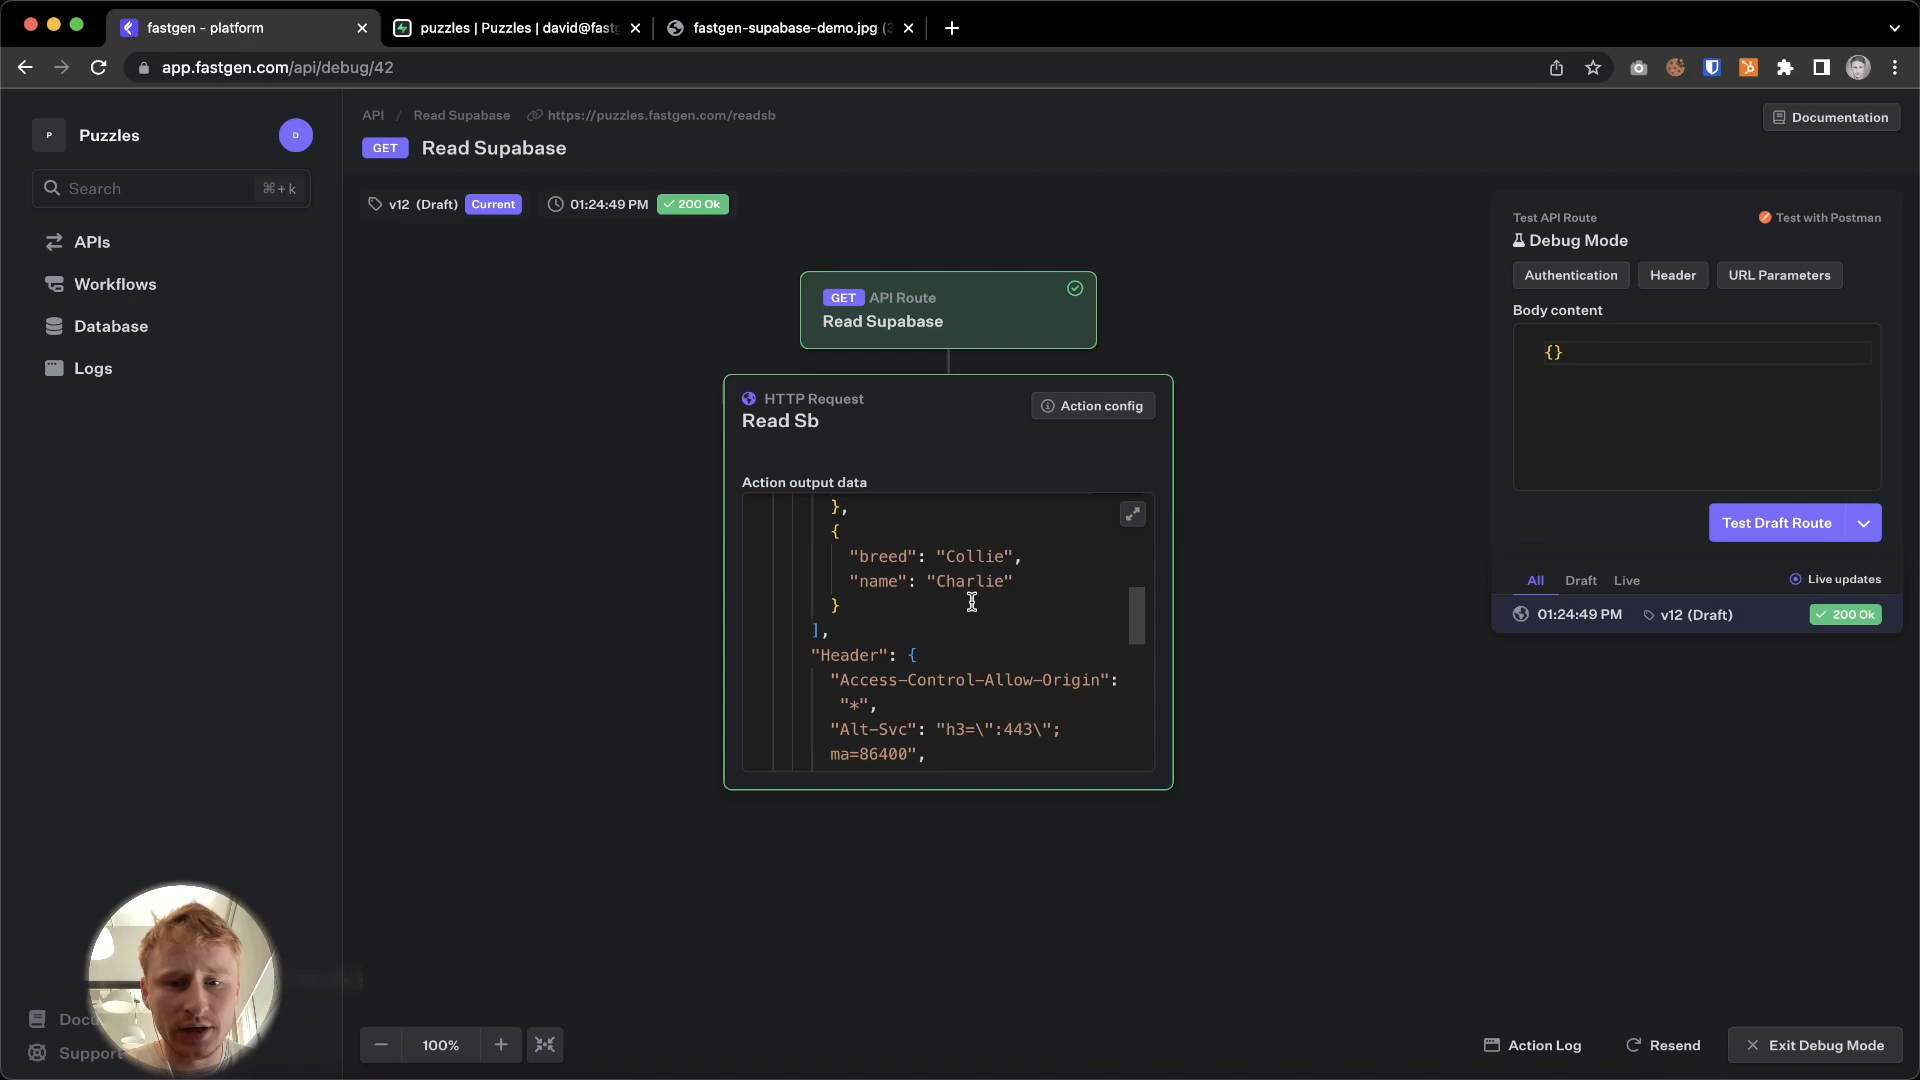 fastgen - platform
puzzles | Puzzles | david@fastg
fastgen-supabase-demo.jpg (3
app.fastgen.com/api/debug/42
P
Puzzles
D
Search
⌘+k
APIs
Workflows
Database
Logs
Docu
Support
API / Read Supabase https://puzzles.fastgen.com/readsb
GET Read Supabase
Documentation
v12 (Draft) Current 01:24:49 PM 200 Ok
GET API Route
Read Supabase
HTTP Request
Read Sb
Action config
Action output data
},
{
"breed": "Collie",
"name": "Charlie"
}
],
"Header": {
"Access-Control-Allow-Origin":
"*",
"Alt-Svc": "h3=\":443\";
ma=86400",
Test API Route
Test with Postman
Debug Mode
Authentication Header URL Parameters
Body content
{}
Test Draft Route
All Draft Live
Live updates
01:24:49 PM v12 (Draft) 200 Ok
100%
Action Log
Resend
Exit Debug Mode